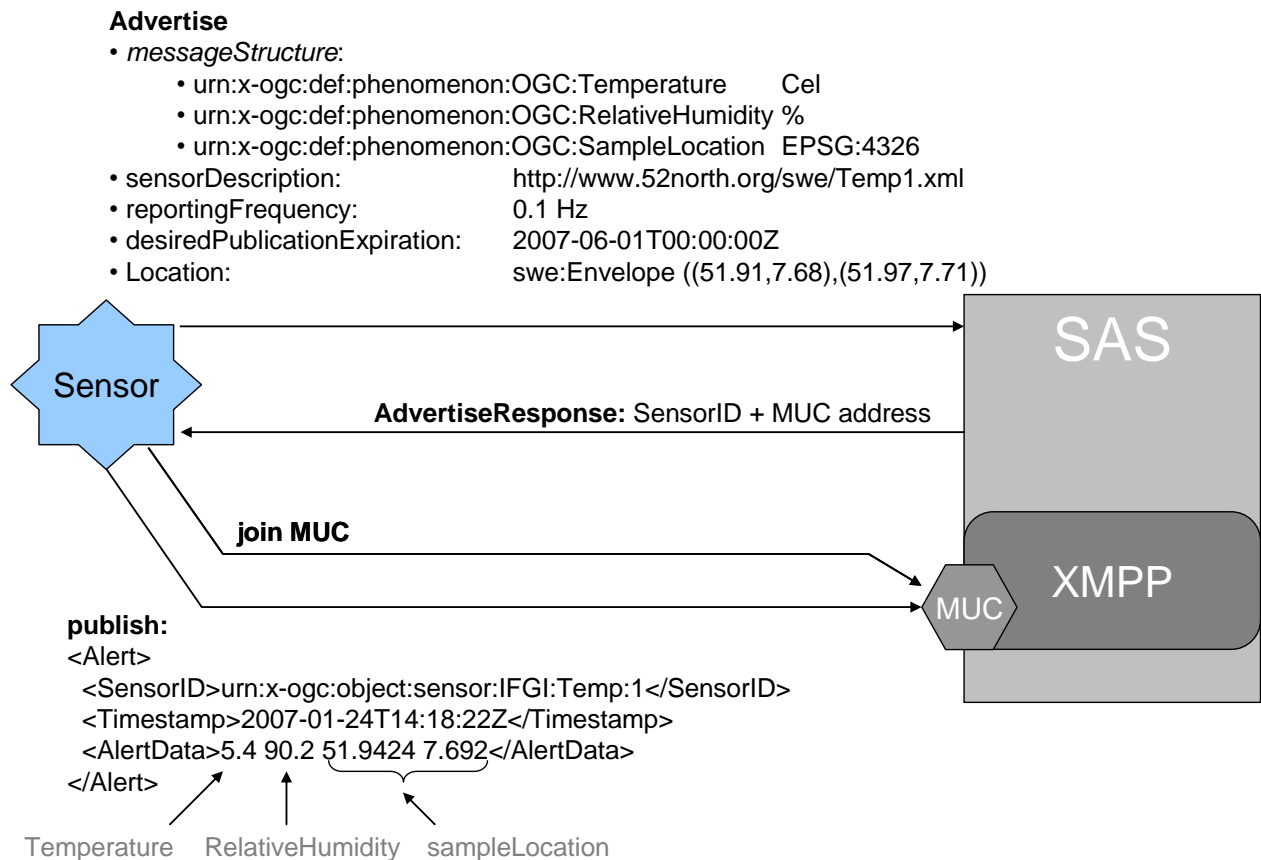 Advertise
• messageStructure:
• urn:x-ogc:def:phenomenon:OGC:Temperature Cel
• urn:x-ogc:def:phenomenon:OGC:RelativeHumidity %
• urn:x-ogc:def:phenomenon:OGC:SampleLocation EPSG:4326
• sensorDescription: http://www.52north.org/swe/Temp1.xml
• reportingFrequency: 0.1 Hz
• desiredPublicationExpiration: 2007-06-01T00:00:00Z
• Location: swe:Envelope ((51.91,7.68),(51.97,7.71))
SAS
Sensor
AdvertiseResponse: SensorID + MUC address
join MUC
XMPP
MUC
publish:
<Alert>
<SensorID>urn:x-ogc:object:sensor:IFGI:Temp:1</SensorID>
<Timestamp>2007-01-24T14:18:22Z</Timestamp>
<AlertData>5.4 90.2 51.9424 7.692</AlertData>
</Alert>
Temperature RelativeHumidity sampleLocation